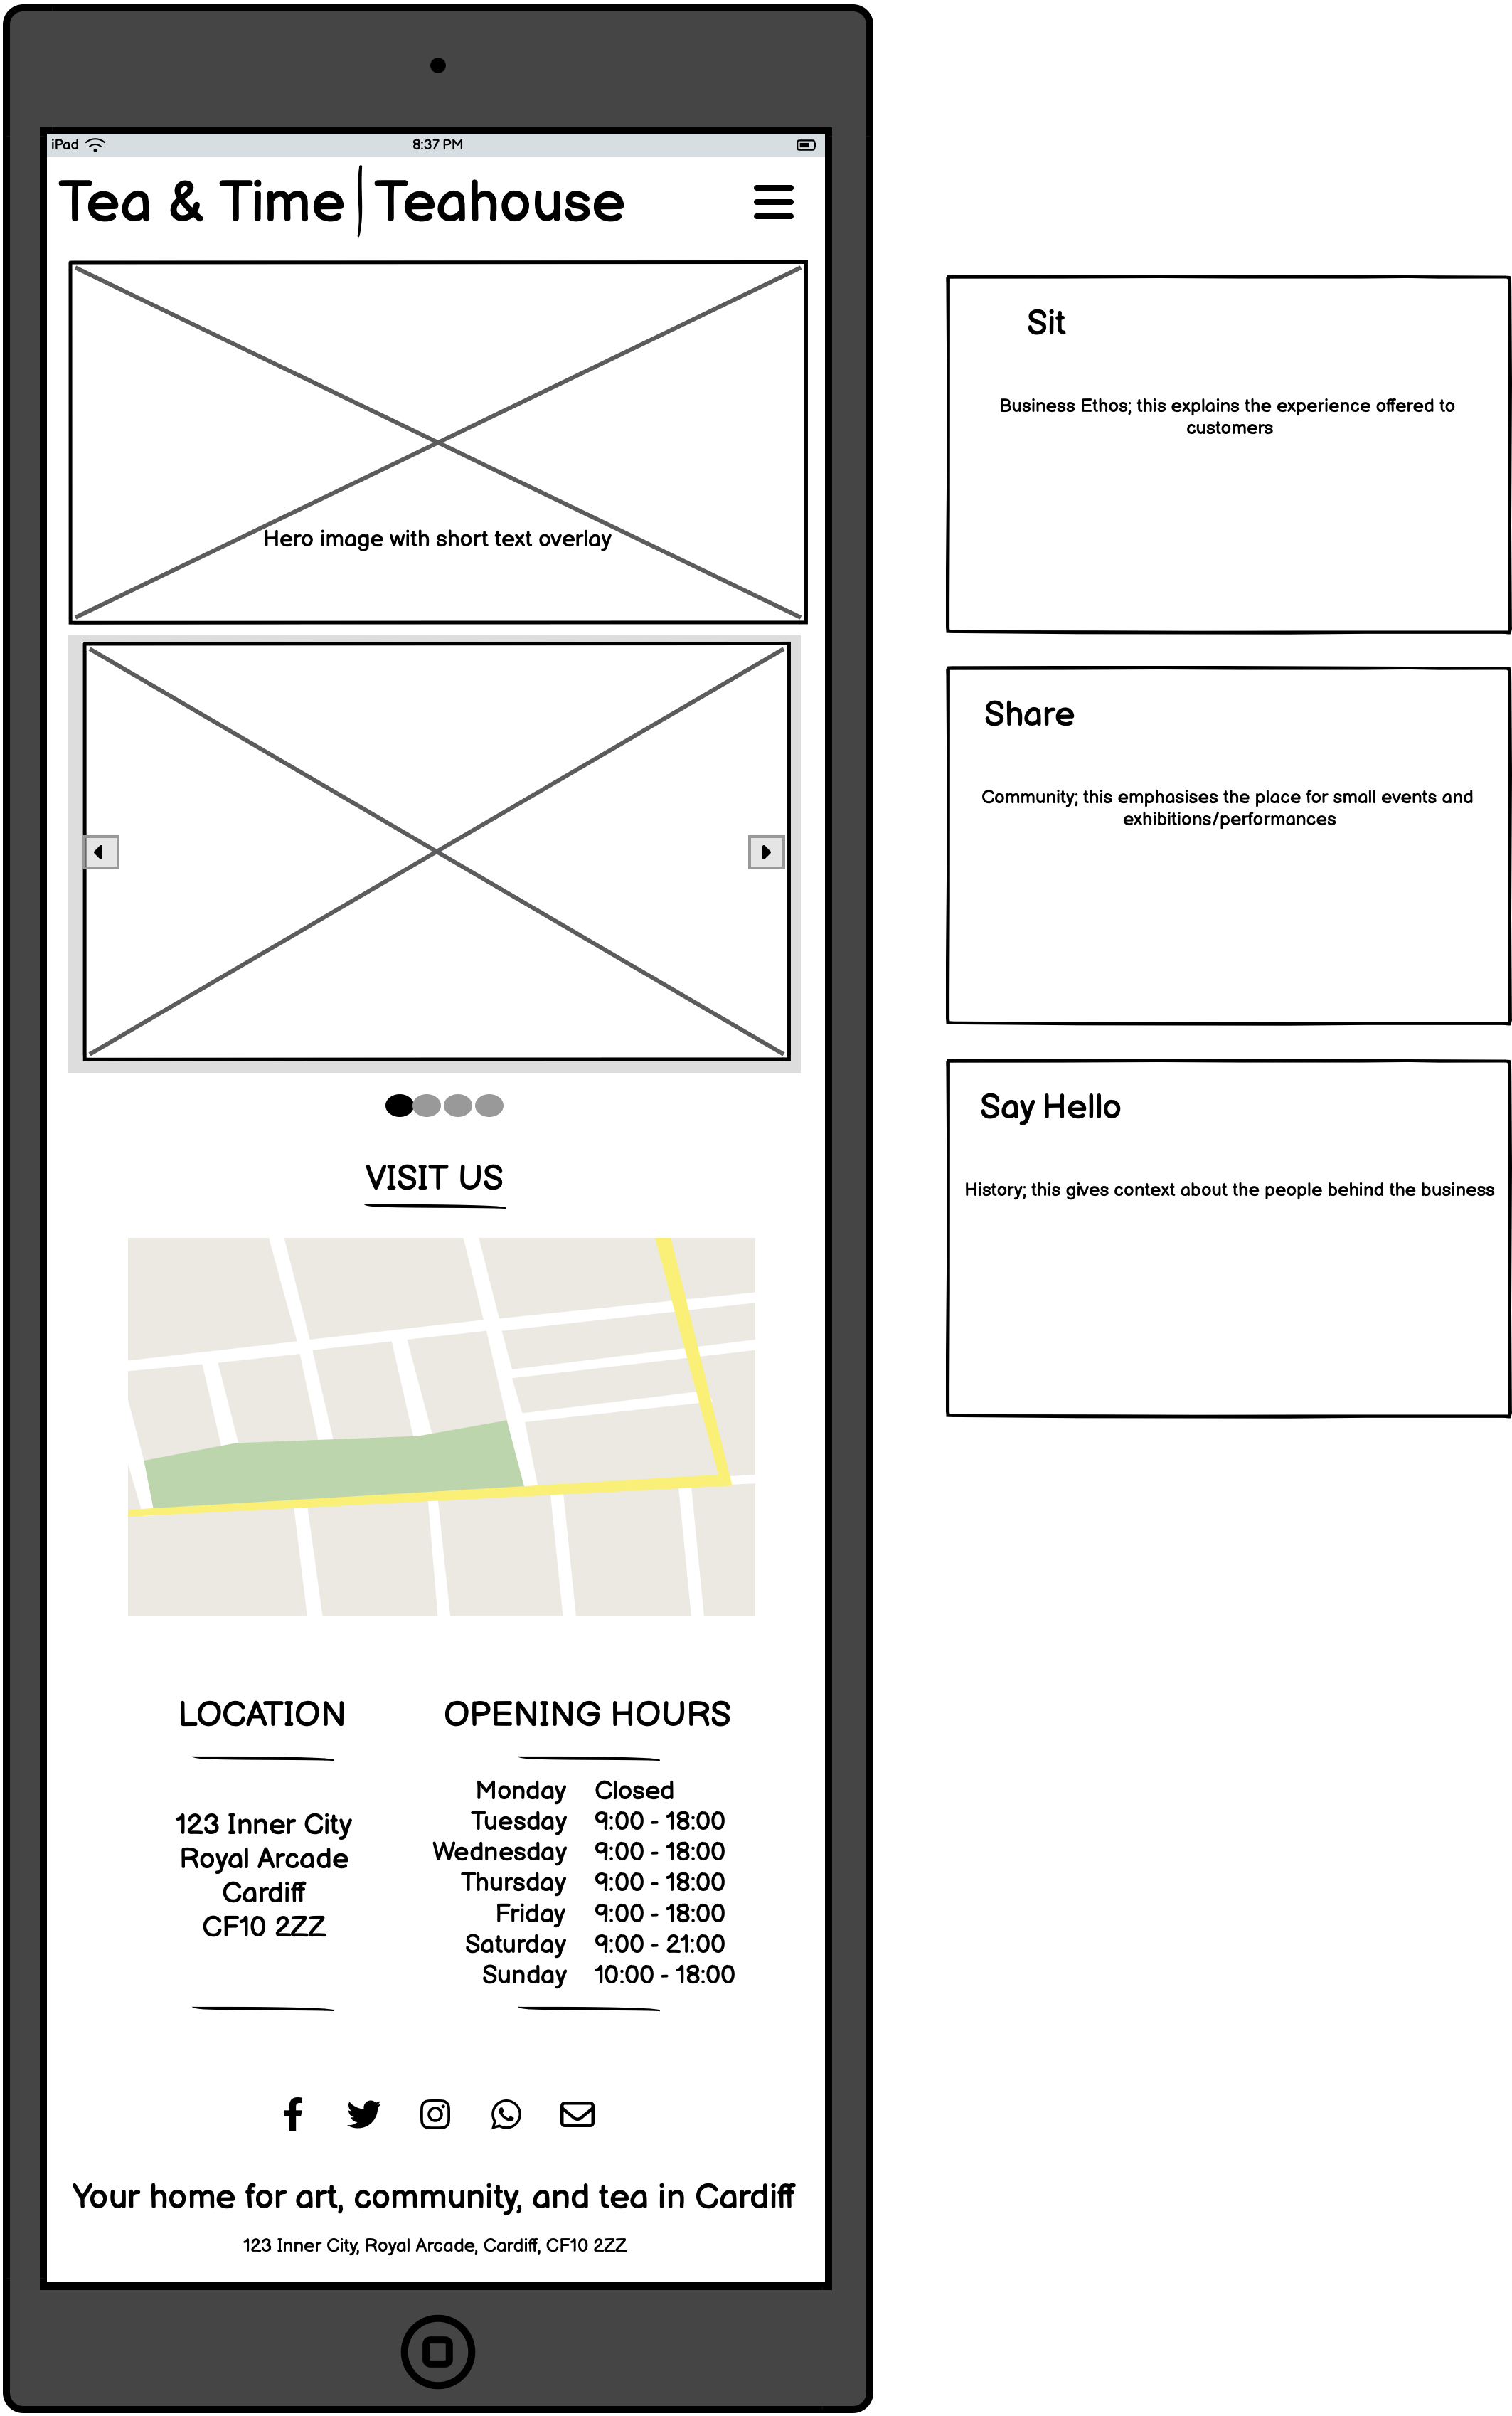 iPad
8:37 PM
Tea & Time Teahouse
Hero image with short text overlay
VISIT US
LOCATION
123 Inner City
Royal Arcade
Cardiff
CF10 2ZZ
OPENING HOURS
Monday Closed
Tuesday 9:00 - 18:00
Wednesday 9:00 - 18:00
Thursday 9:00 - 18:00
Friday 9:00 - 18:00
Saturday 9:00 - 21:00
Sunday 10:00 - 18:00
Your home for art, community, and tea in Cardiff
123 Inner City, Royal Arcade, Cardiff, CF10 2ZZ
Sit
Business Ethos; this explains the experience offered to
customers
Share
Community; this emphasises the place for small events and
exhibitions/performances
Say Hello
History; this gives context about the people behind the business